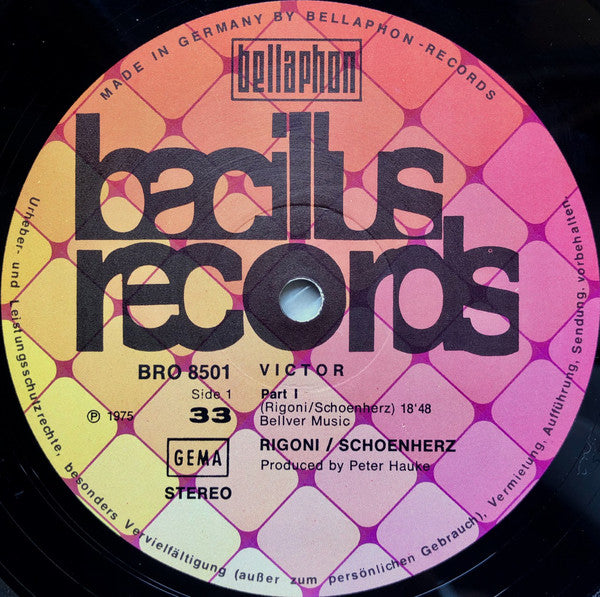 MADE IN GERMANY BY BELLAPHON-RECORDS
bellaphon
bacillus
records
BRO 8501
VICTOR
Side 1
Part I
33
(Rigoni/Schoenherz) 18'48
Bellver Music
℗ 1975
GEMA
RIGONI / SCHOENHERZ
Produced by Peter Hauke
STEREO
Urheber- und Leistungsschutzrechte, besonders Vervielfältigung (außer zum persönlichen Gebrauch), Vermietung, Aufführung, Sendung, vorbehalten.